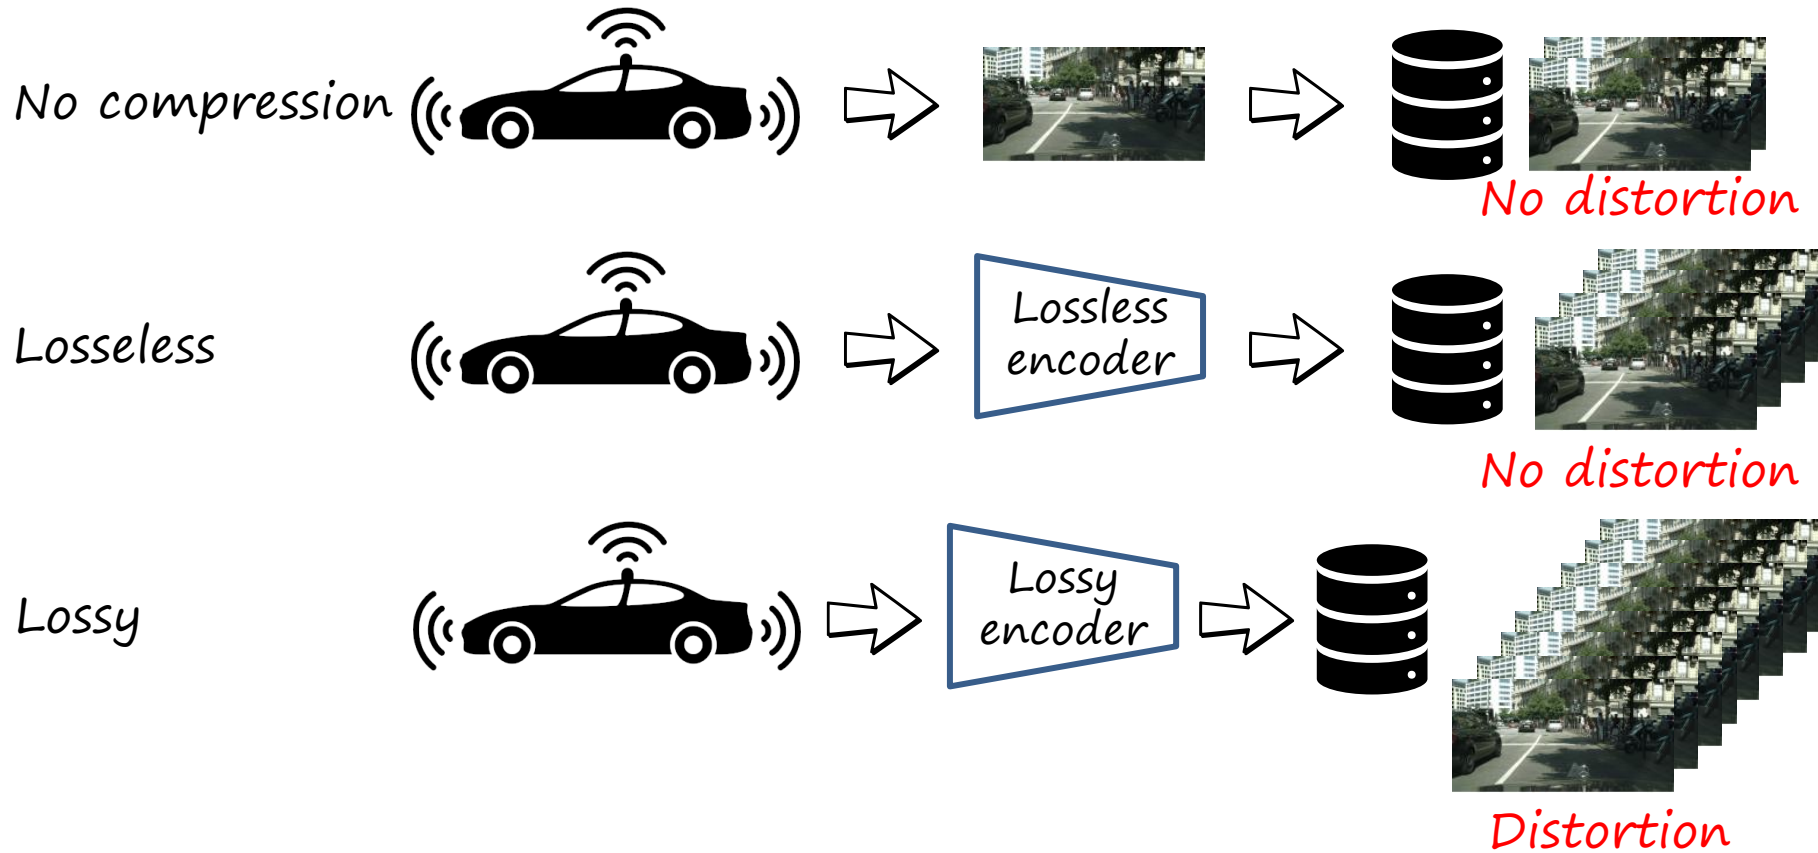 No compression
No distortion
Losseless
Lossless
encoder
No distortion
Lossy
Lossy
encoder
Distortion